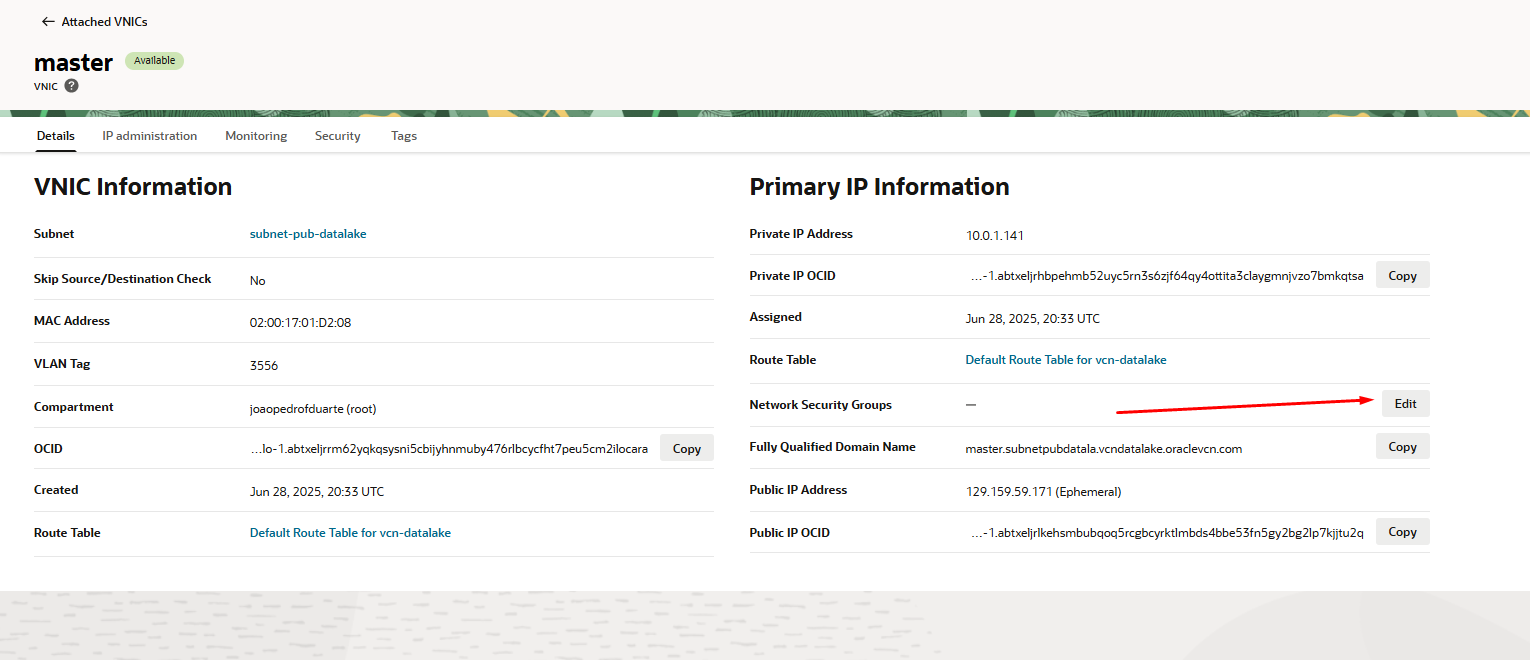 ← Attached VNICs
master Available
VNIC ?
Details IP administration Monitoring Security Tags
VNIC Information
Subnet subnet-pub-datalake
Skip Source/Destination Check No
MAC Address 02:00:17:01:D2:08
VLAN Tag 3556
Compartment joaopedrofduarte (root)
OCID ...lo-1.abtxeljrrm62yqkqsysni5cbijyhnmuby476rlbcycfht7peu5cm2ilocara Copy
Created Jun 28, 2025, 20:33 UTC
Route Table Default Route Table for vcn-datalake
Primary IP Information
Private IP Address 10.0.1.141
Private IP OCID ...-1.abtxeljrhbpehmb52uyc5rn3s6zjf64qy4ottita3claygmnjvzo7bmkqtsa Copy
Assigned Jun 28, 2025, 20:33 UTC
Route Table Default Route Table for vcn-datalake
Network Security Groups — Edit
Fully Qualified Domain Name master.subnetpubdatala.vcndatalake.oraclevcn.com Copy
Public IP Address 129.159.59.171 (Ephemeral)
Public IP OCID ...-1.abtxeljrlkehsmbubqoq5rcgbcyrktlmbds4bbe53fn5gy2bg2lp7kjjtu2q Copy